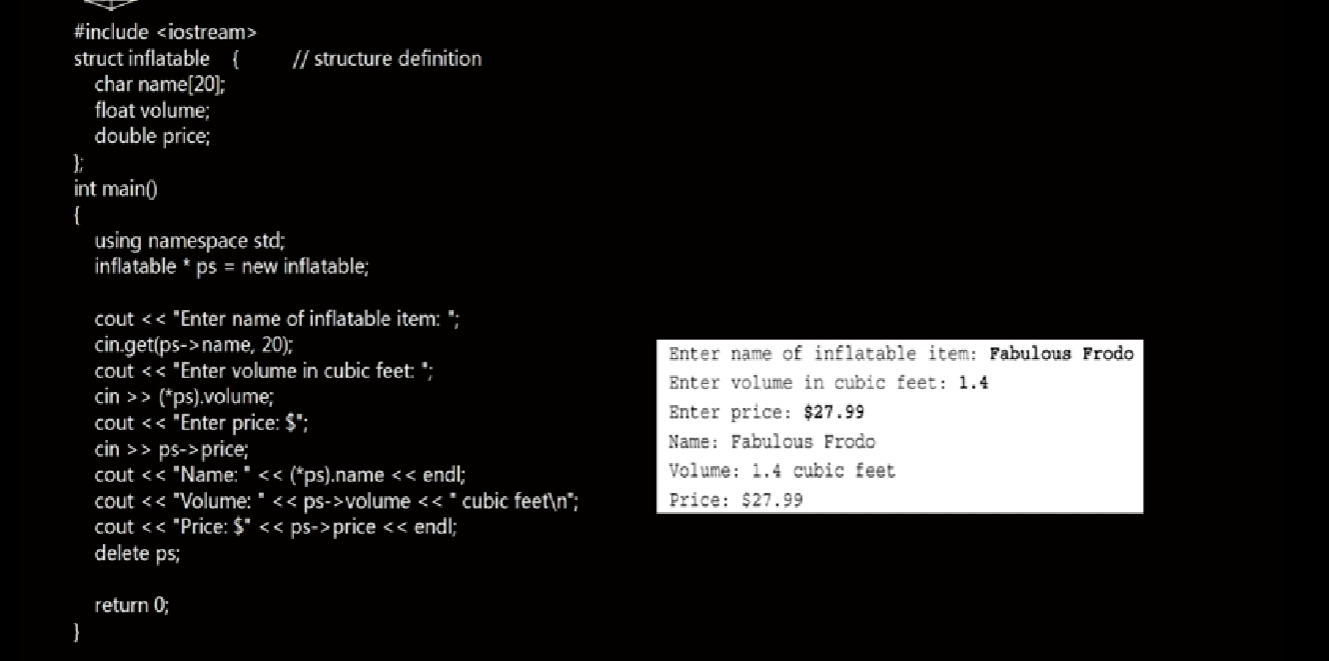 #include <iostream>
struct inflatable    {          // structure definition
    char name[20];
    float volume;
    double price;
};
int main()
{
    using namespace std;
    inflatable * ps = new inflatable;
    cout << "Enter name of inflatable item: ";
    cin.get(ps->name, 20);
    cout << "Enter volume in cubic feet: ";
    cin >> (*ps).volume;
    cout << "Enter price: $";
    cin >> ps->price;
    cout << "Name: " << (*ps).name << endl;
    cout << "Volume: " << ps->volume << " cubic feet\n";
    cout << "Price: $" << ps->price << endl;
    delete ps;
    return 0;
}
Enter name of inflatable item: Fabulous Frodo
Enter volume in cubic feet: 1.4
Enter price: $27.99
Name: Fabulous Frodo
Volume: 1.4 cubic feet
Price: $27.99